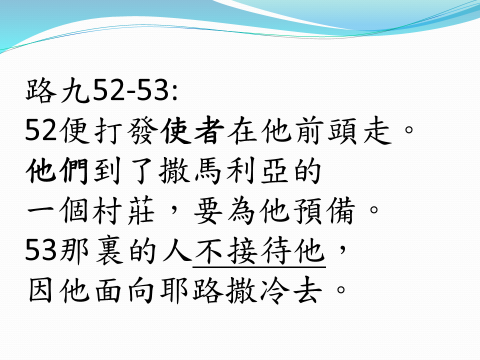 路九52-53:
52便打發使者在他前頭走。
他們到了撒馬利亞的
一個村莊，要為他預備。
53那裏的人不接待他，
因他面向耶路撒冷去。